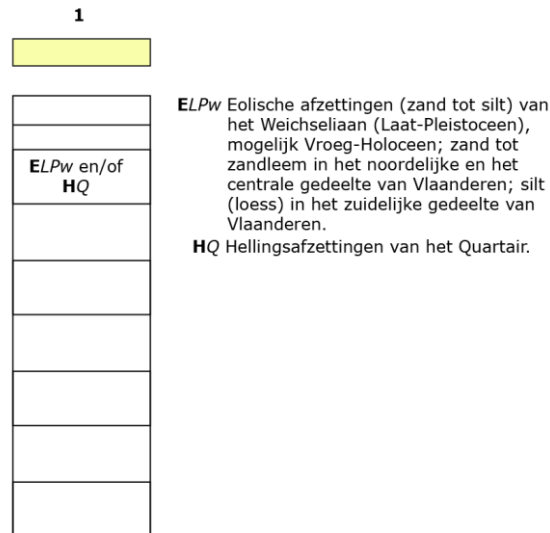 1
ELPw en/of
HQ
ELPw Eolische afzettingen (zand tot silt) van
het Weichseliaan (Laat-Pleistoceen),
mogelijk Vroeg-Holoceen; zand tot
zandleem in het noordelijke en het
centrale gedeelte van Vlaanderen; silt
(loess) in het zuidelijke gedeelte van
Vlaanderen.
HQ Hellingsafzettingen van het Quartair.